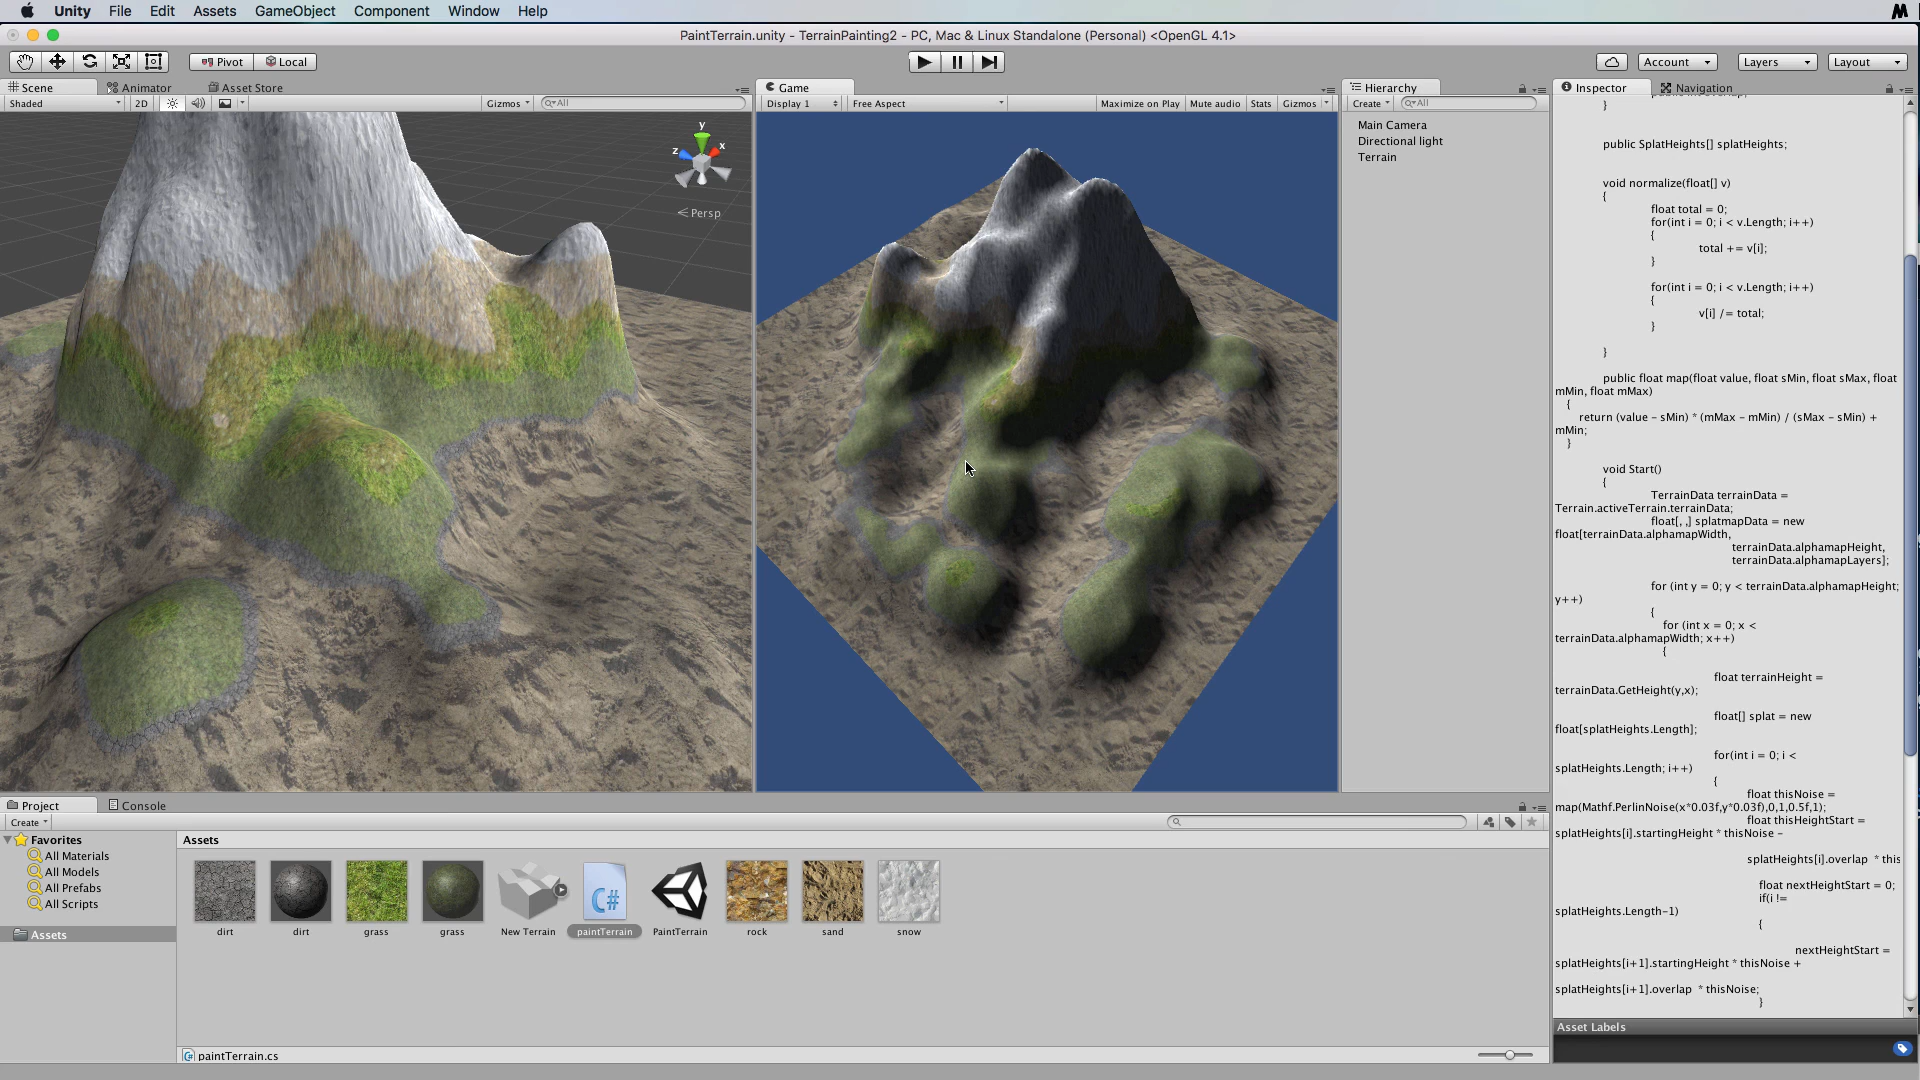 Unity File Edit Assets GameObject Component Window Help
PaintTerrain.unity - TerrainPainting2 - PC, Mac & Linux Standalone (Personal) <OpenGL 4.1>
Pivot Local Account Layers Layout
Scene Animator Asset Store
Shaded 2D Gizmos All
Game
Display 1 Free Aspect Maximize on Play Mute audio Stats Gizmos
Hierarchy
Create All
Main Camera
Directional light
Terrain
y
x
z
Persp
Inspector Navigation
}
public SplatHeights[] splatHeights;
void normalize(float[] v)
{
float total = 0;
for(int i = 0; i < v.Length; i++)
{
total += v[i];
}
for(int i = 0; i < v.Length; i++)
{
v[i] /= total;
}
}
public float map(float value, float sMin, float sMax, float
mMin, float mMax)
{
return (value - sMin) * (mMax - mMin) / (sMax - sMin) +
mMin;
}
void Start()
{
TerrainData terrainData =
Terrain.activeTerrain.terrainData;
float[, ,] splatmapData = new
float[terrainData.alphamapWidth,
terrainData.alphamapHeight,
terrainData.alphamapLayers];
for (int y = 0; y < terrainData.alphamapHeight;
y++)
{
for (int x = 0; x <
terrainData.alphamapWidth; x++)
{
float terrainHeight =
terrainData.GetHeight(y,x);
float[] splat = new
float[splatHeights.Length];
for(int i = 0; i <
splatHeights.Length; i++)
{
float thisNoise =
map(Mathf.PerlinNoise(x*0.03f,y*0.03f),0,1,0.5f,1);
float thisHeightStart =
splatHeights[i].startingHeight * thisNoise -
splatHeights[i].overlap * this
float nextHeightStart = 0;
if(i !=
splatHeights.Length-1)
{
nextHeightStart =
splatHeights[i+1].startingHeight * thisNoise +
splatHeights[i+1].overlap * thisNoise;
}
Asset Labels
Project Console
Create
Favorites
All Materials
All Models
All Prefabs
All Scripts
Assets
Assets
dirt dirt grass grass New Terrain paintTerrain PaintTerrain rock sand snow
C#
paintTerrain.cs